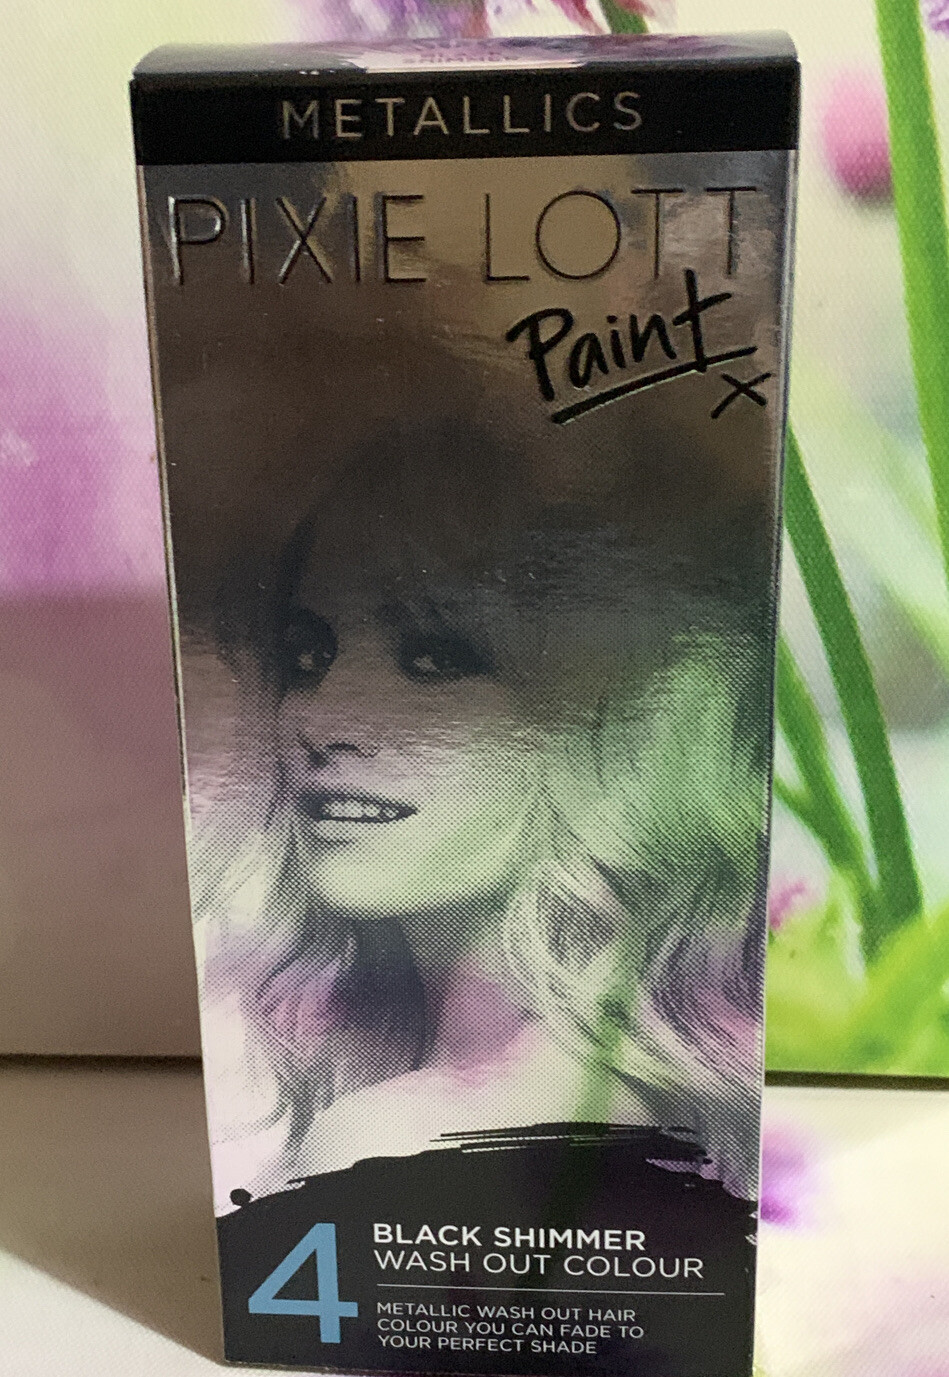 SHIMMER
METALLICS
PIXIE LOTT
Paint
x
4
BLACK SHIMMER
WASH OUT COLOUR
METALLIC WASH OUT HAIR
COLOUR YOU CAN FADE TO
YOUR PERFECT SHADE